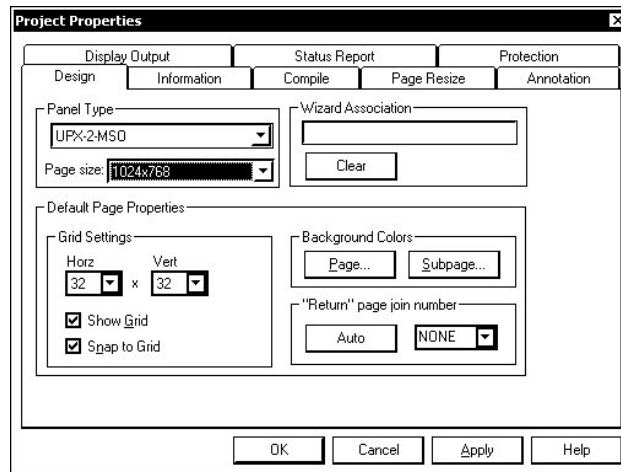 Project Properties
Display Output Status Report Protection
Design Information Compile Page Resize Annotation
Panel Type
UPX-2-MSO
Page size: 1024x768
Wizard Association
Clear
Default Page Properties
Grid Settings
Horz Vert
32 x 32
Show Grid
Snap to Grid
Background Colors
Page... Subpage...
"Return" page join number
Auto NONE
OK Cancel Apply Help